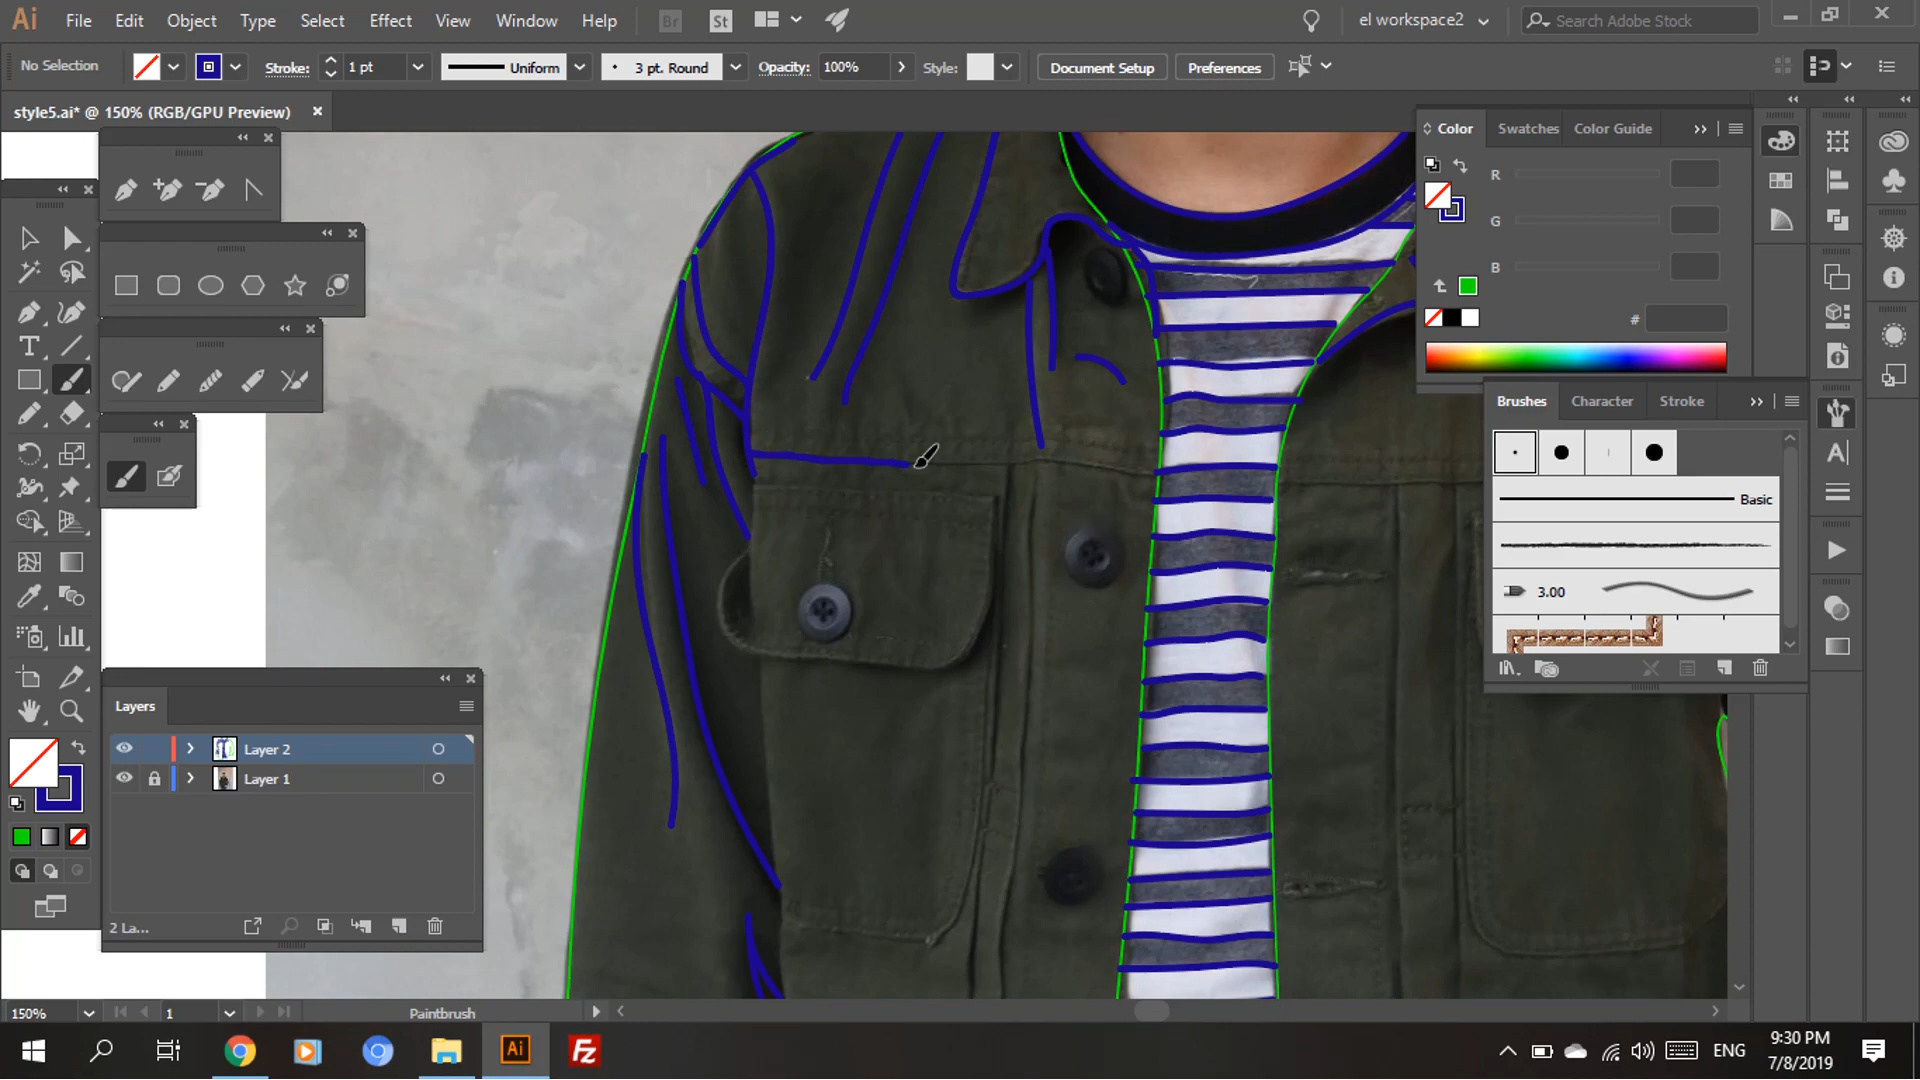 Ai File Edit Object Type Select Effect View Window Help Br St el workspace2 Search Adobe Stock
No Selection Stroke: 1 pt Uniform 3 pt. Round Opacity: 100% Style: Document Setup Preferences
style5.ai* @ 150% (RGB/GPU Preview)
Color Swatches Color Guide
R
G
B
#
Brushes Character Stroke
Basic
3.00
Layers
Layer 2
Layer 1
2 La...
150% 1 Paintbrush
Ai Fz ENG 9:30 PM
7/8/2019